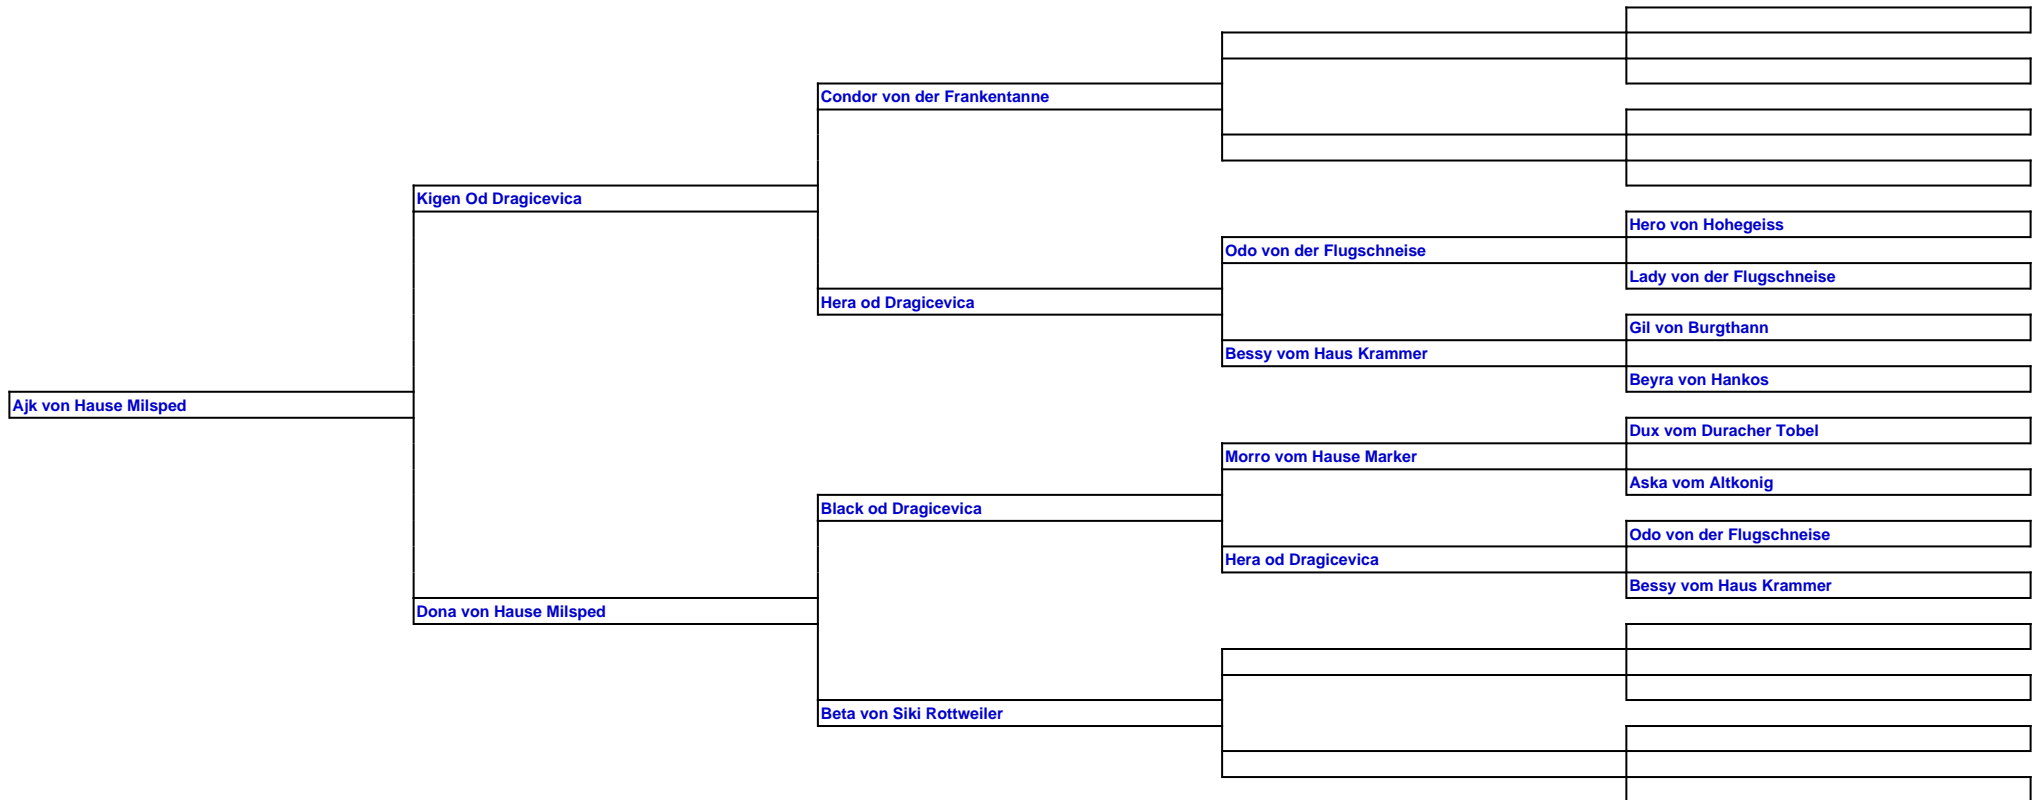 Condor von der Frankentanne
Kigen Od Dragicevica
Hero von Hohegeiss
Odo von der Flugschneise
Lady von der Flugschneise
Hera od Dragicevica
Gil von Burgthann
Bessy vom Haus Krammer
Beyra von Hankos
Ajk von Hause Milsped
Dux vom Duracher Tobel
Morro vom Hause Marker
Aska vom Altkonig
Black od Dragicevica
Odo von der Flugschneise
Hera od Dragicevica
Bessy vom Haus Krammer
Dona von Hause Milsped
Beta von Siki Rottweiler